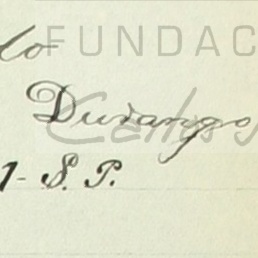 FUNDAC
lo
Durango,
1- S. P.